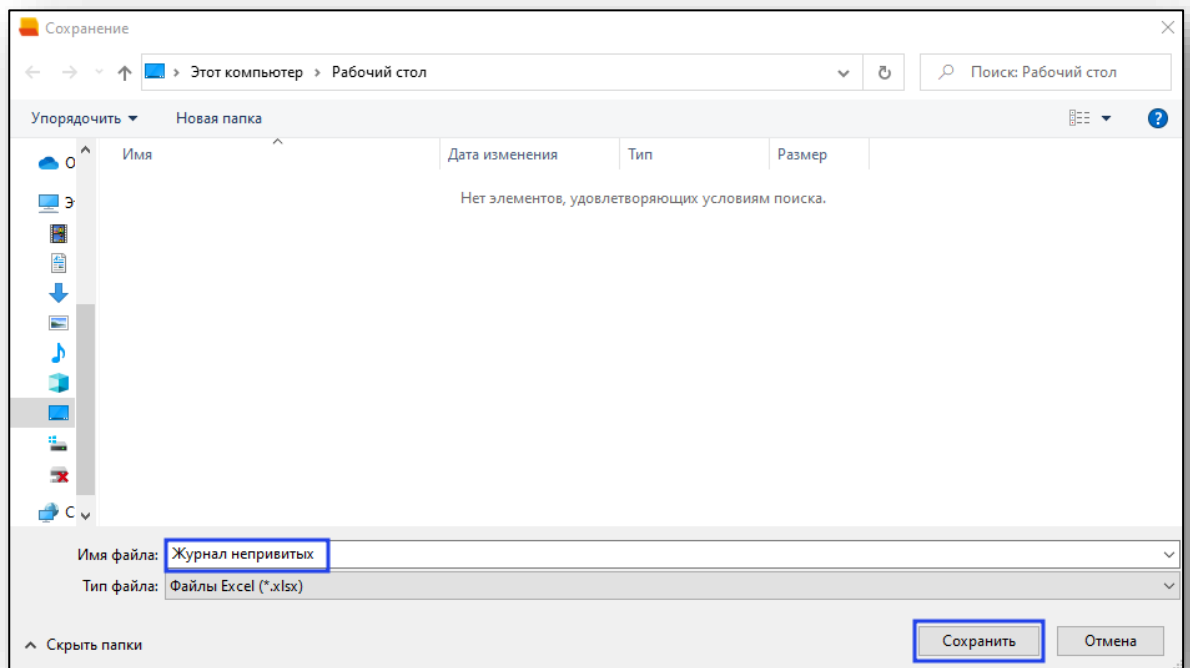 Сохранение
Этот компьютер › Рабочий стол
Поиск: Рабочий стол
Упорядочить
Новая папка
?
Имя
Дата изменения
Тип
Размер
Нет элементов, удовлетворяющих условиям поиска.
Имя файла: Журнал непривитых
Тип файла: Файлы Excel (*.xlsx)
Скрыть папки
Сохранить
Отмена